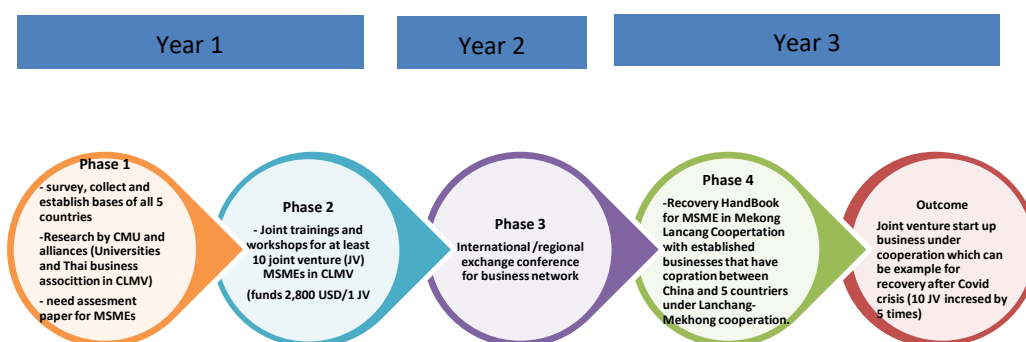 Year 1
Year 2
Year 3
Phase 1
- survey, collect and
establish bases of all 5
countries
-Research by CMU and
alliances (Universities
and Thai business
associttion in CLMV)
- need assesment
paper for MSMEs
Phase 2
- Joint trainings and
workshops for at least
10 joint venture (JV)
MSMEs in CLMV
(funds 2,800 USD/1 JV
Phase 3
International /regional
exchange conference
for business network
Phase 4
-Recovery HandBook
for MSME in Mekong
Lancang Coopertation
with established
businesses that have
copration between
China and 5 countriers
under Lanchang-
Mekhong cooperation.
Outcome
Joint venture start up
business under
cooperation which can
be example for
recovery after Covid
crisis (10 JV incresed by
5 times)